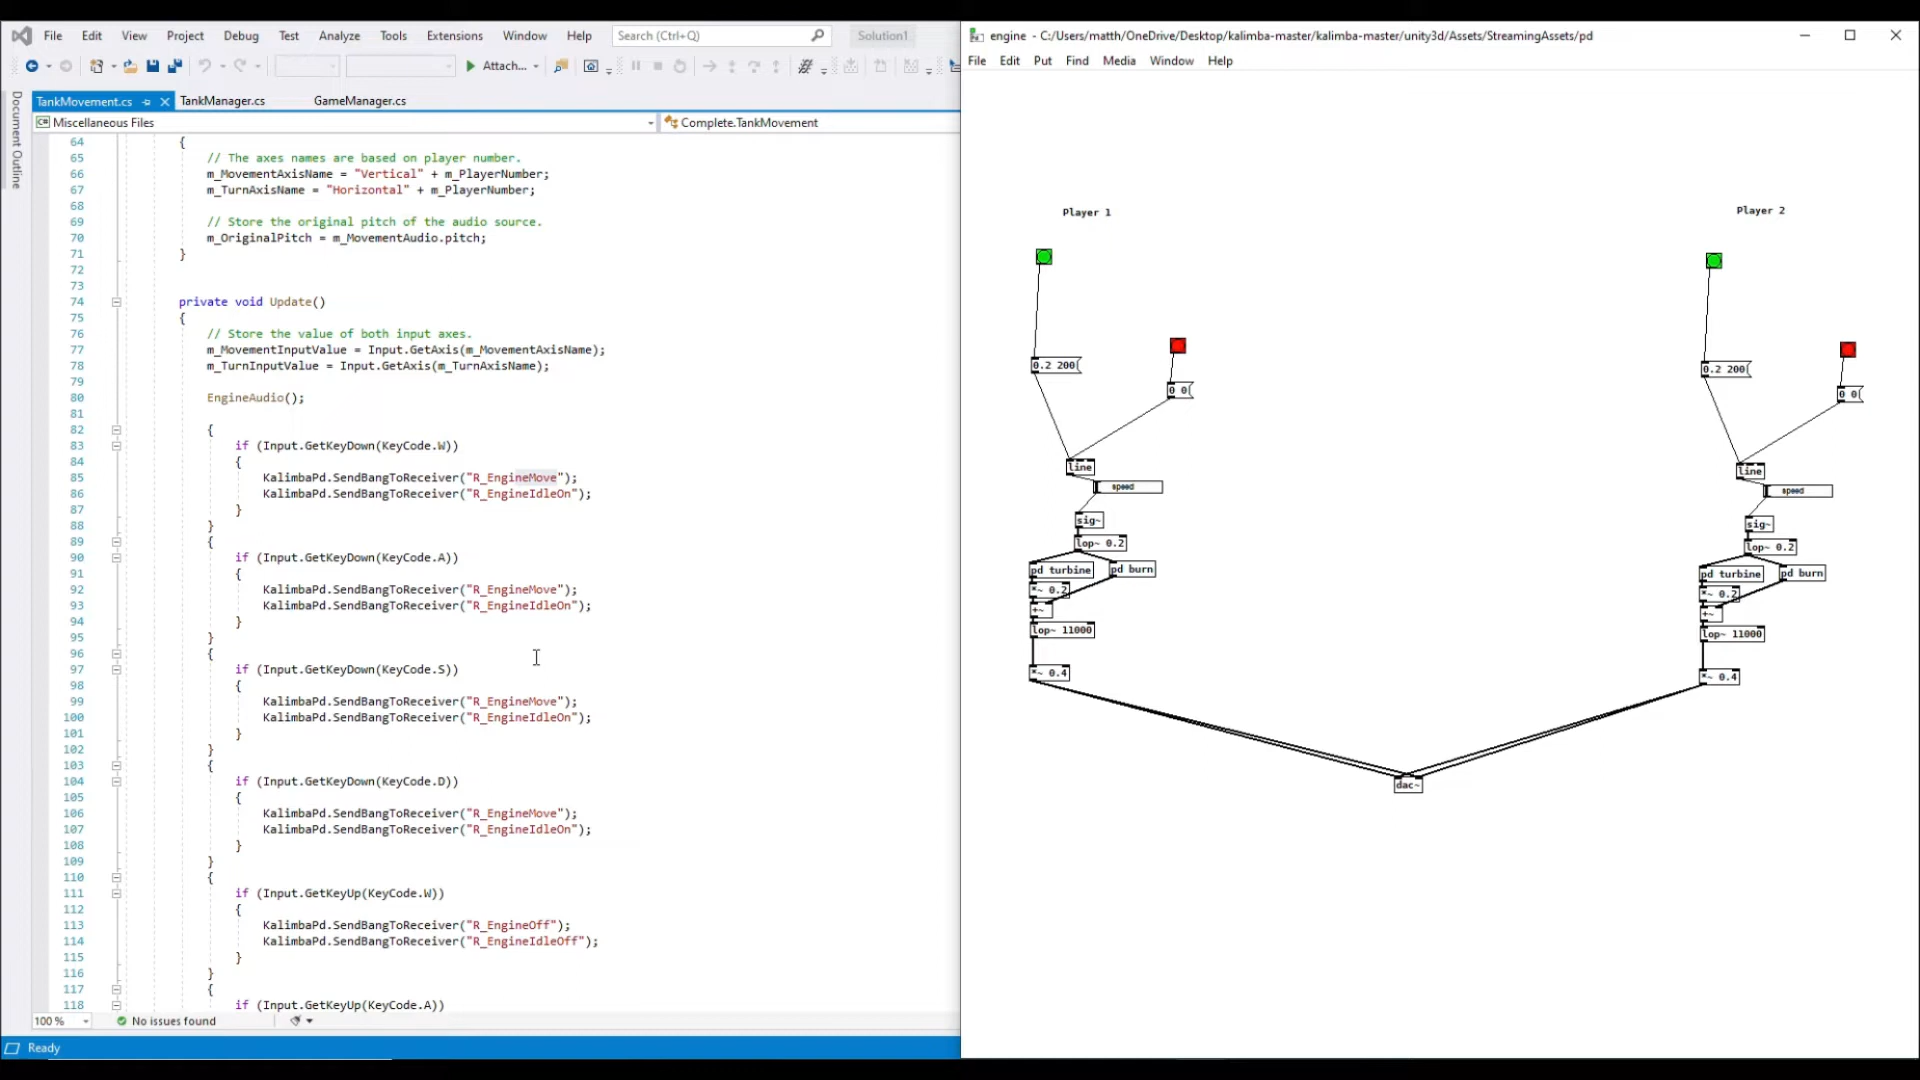 File Edit View Project Debug Test Analyze Tools Extensions Window Help Search (Ctrl+Q) Solution1
Attach...
Document Outline
TankMovement.cs TankManager.cs GameManager.cs
C# Miscellaneous Files Complete.TankMovement
64 {
65 // The axes names are based on player number.
66 m_MovementAxisName = "Vertical" + m_PlayerNumber;
67 m_TurnAxisName = "Horizontal" + m_PlayerNumber;
68
69 // Store the original pitch of the audio source.
70 m_OriginalPitch = m_MovementAudio.pitch;
71 }
72
73
74 private void Update()
75 {
76 // Store the value of both input axes.
77 m_MovementInputValue = Input.GetAxis(m_MovementAxisName);
78 m_TurnInputValue = Input.GetAxis(m_TurnAxisName);
79
80 EngineAudio();
81
82 {
83 if (Input.GetKeyDown(KeyCode.W))
84 {
85 KalimbaPd.SendBangToReceiver("R_EngineMove");
86 KalimbaPd.SendBangToReceiver("R_EngineIdleOn");
87 }
88 }
89 {
90 if (Input.GetKeyDown(KeyCode.A))
91 {
92 KalimbaPd.SendBangToReceiver("R_EngineMove");
93 KalimbaPd.SendBangToReceiver("R_EngineIdleOn");
94 }
95 }
96 {
97 if (Input.GetKeyDown(KeyCode.S))
98 {
99 KalimbaPd.SendBangToReceiver("R_EngineMove");
100 KalimbaPd.SendBangToReceiver("R_EngineIdleOn");
101 }
102 }
103 {
104 if (Input.GetKeyDown(KeyCode.D))
105 {
106 KalimbaPd.SendBangToReceiver("R_EngineMove");
107 KalimbaPd.SendBangToReceiver("R_EngineIdleOn");
108 }
109 }
110 {
111 if (Input.GetKeyUp(KeyCode.W))
112 {
113 KalimbaPd.SendBangToReceiver("R_EngineOff");
114 KalimbaPd.SendBangToReceiver("R_EngineIdleOff");
115 }
116 }
117 {
118 if (Input.GetKeyUp(KeyCode.A))
100 % No issues found
Ready
engine - C:/Users/matth/OneDrive/Desktop/kalimba-master/kalimba-master/unity3d/Assets/StreamingAssets/pd
File Edit Put Find Media Window Help
Player 1
0.2 200
0 0
line
speed
sig~
lop~ 0.2
pd turbine pd burn
*~ 0.2
+~
lop~ 11000
*~ 0.4
Player 2
0.2 200
0 0
line
speed
sig~
lop~ 0.2
pd turbine pd burn
*~ 0.2
+~
lop~ 11000
*~ 0.4
dac~